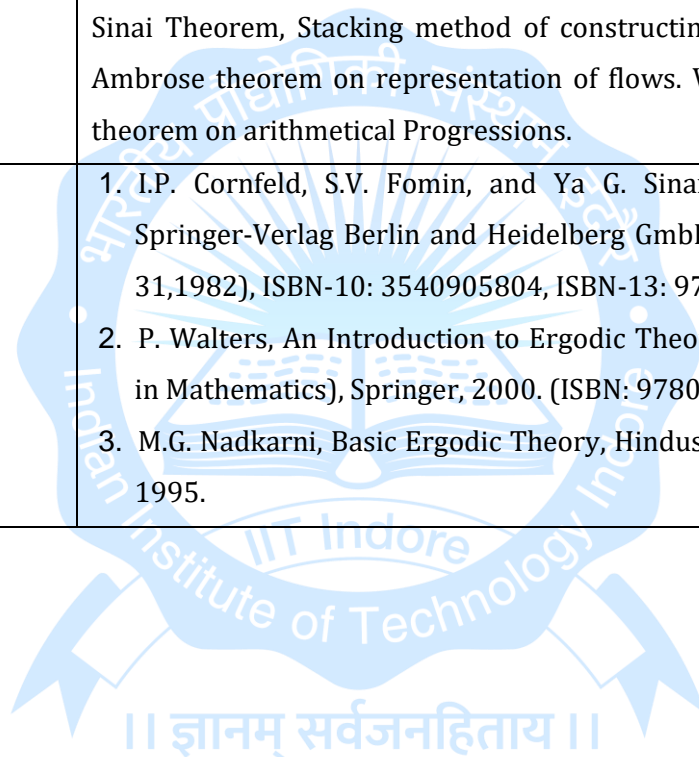 Sinai Theorem, Stacking method of constructin
Ambrose theorem on representation of flows.
theorem on arithmetical Progressions.
1. I.P. Cornfeld, S.V. Fomin, and Ya G. Sinai
Springer-Verlag Berlin and Heidelberg Gmbl
31,1982), ISBN-10: 3540905804, ISBN-13: 97
2. P. Walters, An Introduction to Ergodic Theo
in Mathematics), Springer, 2000. (ISBN: 9780
3. M.G. Nadkarni, Basic Ergodic Theory, Hindus
1995.
भारतीय प्रौद्योगिकी संस्थान इंदौर
Indian Institute of Technology Indore
IIT Indore
।। ज्ञानम् सर्वजनहिताय ।।